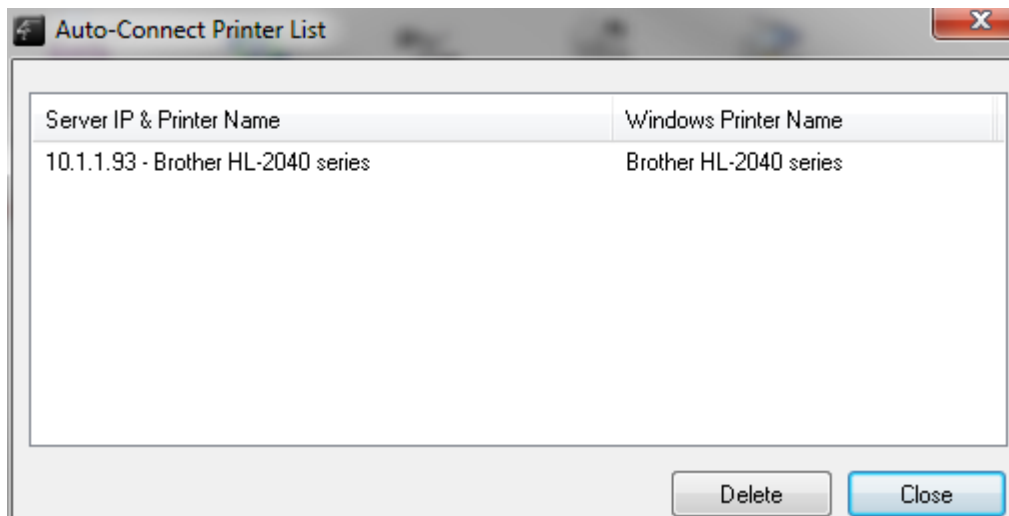 Auto-Connect Printer List
Server IP & Printer Name Windows Printer Name
10.1.1.93 - Brother HL-2040 series Brother HL-2040 series
Delete Close